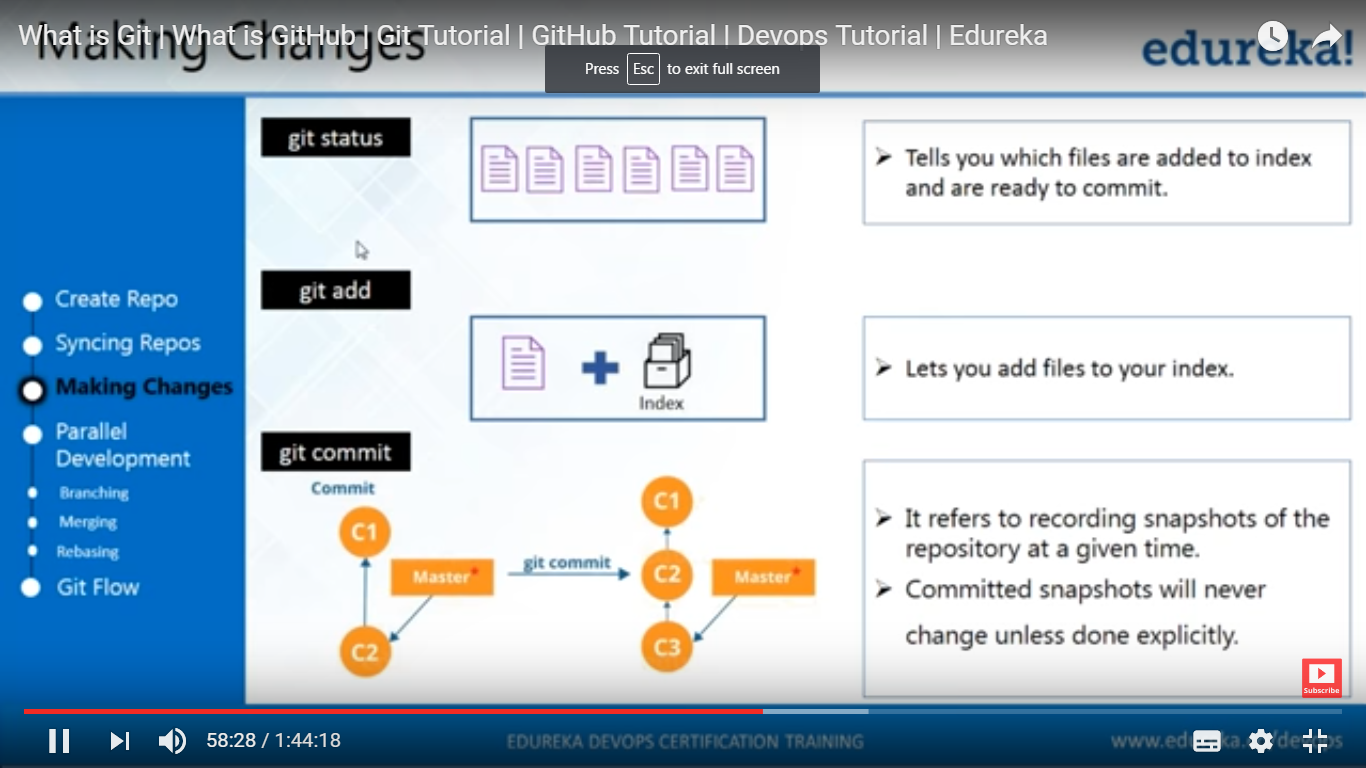 What is Git | What is GitHub | Git Tutorial | GitHub Tutorial | Devops Tutorial | Edureka
Making Changes
edureka!
Press Esc to exit full screen
Create Repo
Syncing Repos
Making Changes
Parallel
Development
Branching
Merging
Rebasing
Git Flow
git status
➢ Tells you which files are added to index
and are ready to commit.
git add
Index
➢ Lets you add files to your index.
git commit
Commit
C1
Master*
C2
git commit
C1
C2
Master*
C3
➢ It refers to recording snapshots of the
repository at a given time.
➢ Committed snapshots will never
change unless done explicitly.
Subscribe
58:28 / 1:44:18
EDUREKA DEVOPS CERTIFICATION TRAINING